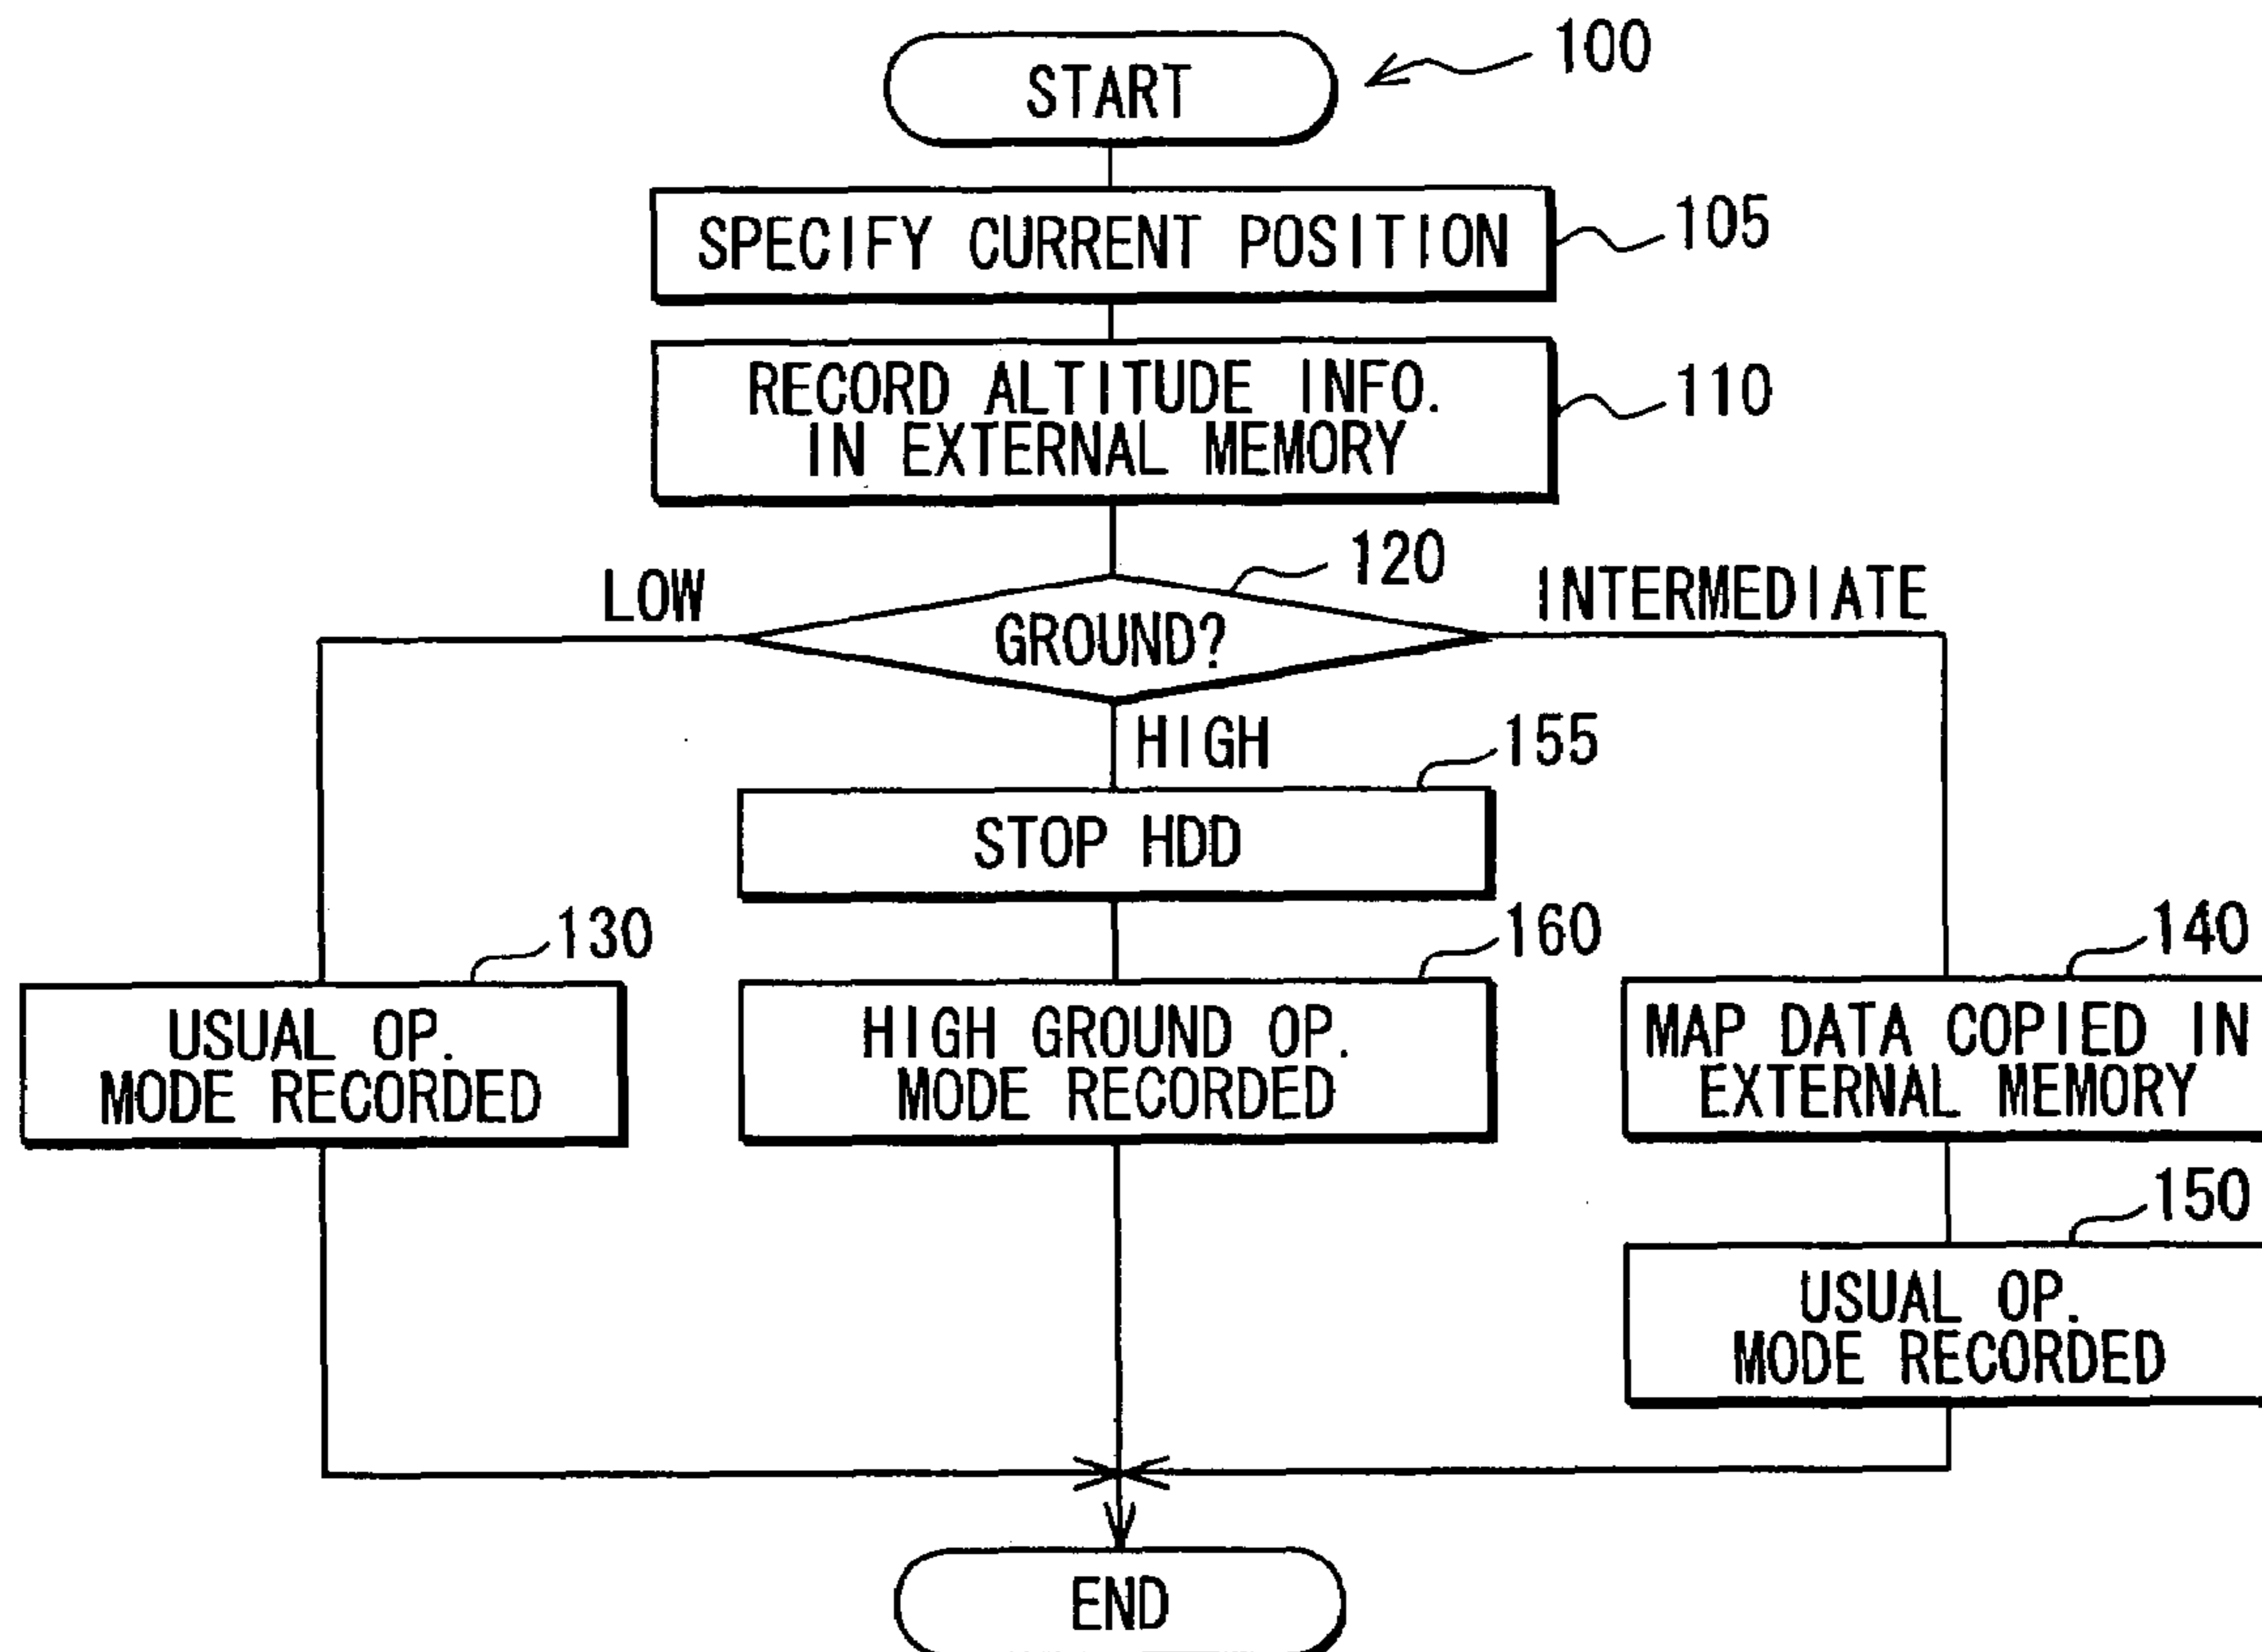 100
START
SPECIFY CURRENT POSITION
105
RECORD ALTITUDE INFO.
IN EXTERNAL MEMORY
110
120
LOW
INTERMEDIATE
GROUND?
HIGH
155
STOP HDD
130
160
140
USUAL OP.
MODE RECORDED
HIGH GROUND OP.
MODE RECORDED
MAP DATA COPIED IN
EXTERNAL MEMORY
150
USUAL OP.
MODE RECORDED
END